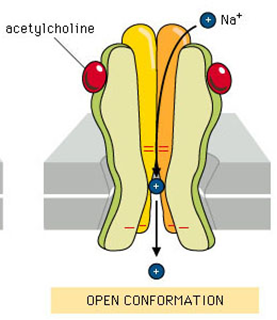 acetylcholine
Na⁺
+
+
+
OPEN CONFORMATION